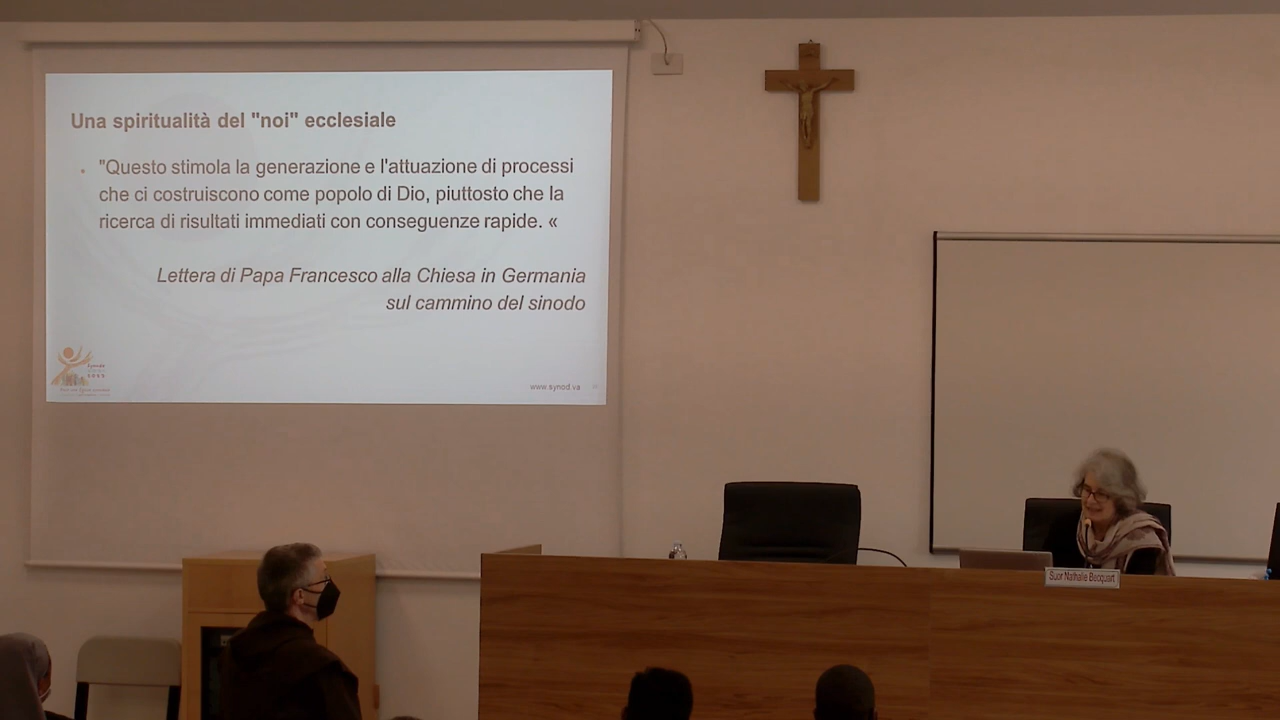 Una spiritualità del "noi" ecclesiale
• "Questo stimola la generazione e l'attuazione di processi
che ci costruiscono come popolo di Dio, piuttosto che la
ricerca di risultati immediati con conseguenze rapide. «
Lettera di Papa Francesco alla Chiesa in Germania
sul cammino del sinodo
www.synod.va
Suor Nathalie Becquart